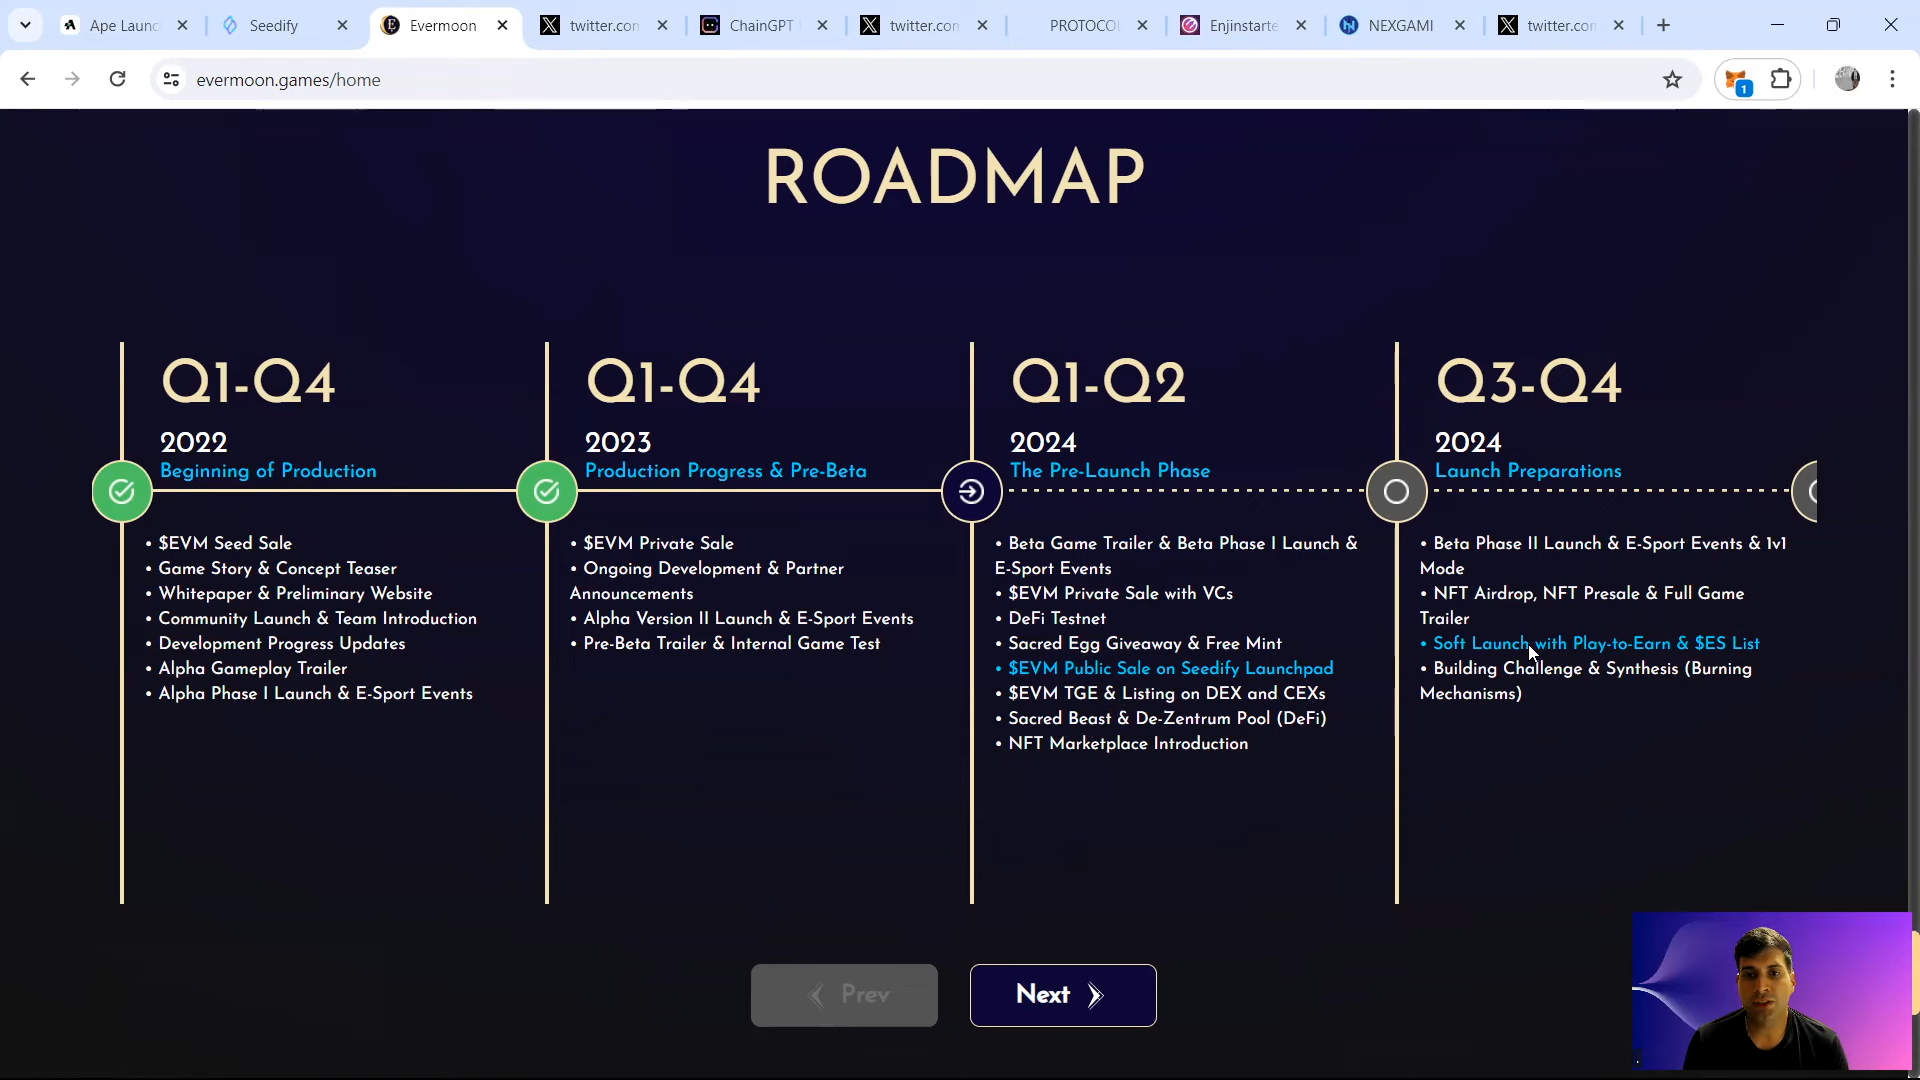 Ape Launc
Seedify
Evermoon
twitter.com
ChainGPT
twitter.com
PROTOCOL
Enjinstarte
NEXGAMI
twitter.com
evermoon.games/home
1
ROADMAP
Q1-Q4
2022
Beginning of Production
• $EVM Seed Sale
• Game Story & Concept Teaser
• Whitepaper & Preliminary Website
• Community Launch & Team Introduction
• Development Progress Updates
• Alpha Gameplay Trailer
• Alpha Phase I Launch & E-Sport Events
Q1-Q4
2023
Production Progress & Pre-Beta
• $EVM Private Sale
• Ongoing Development & Partner
Announcements
• Alpha Version II Launch & E-Sport Events
• Pre-Beta Trailer & Internal Game Test
Q1-Q2
2024
The Pre-Launch Phase
• Beta Game Trailer & Beta Phase I Launch &
E-Sport Events
• $EVM Private Sale with VCs
• DeFi Testnet
• Sacred Egg Giveaway & Free Mint
• $EVM Public Sale on Seedify Launchpad
• $EVM TGE & Listing on DEX and CEXs
• Sacred Beast & De-Zentrum Pool (DeFi)
• NFT Marketplace Introduction
Q3-Q4
2024
Launch Preparations
• Beta Phase II Launch & E-Sport Events & 1v1
Mode
• NFT Airdrop, NFT Presale & Full Game
Trailer
• Soft Launch with Play-to-Earn & $ES List
• Building Challenge & Synthesis (Burning
Mechanisms)
Prev
Next